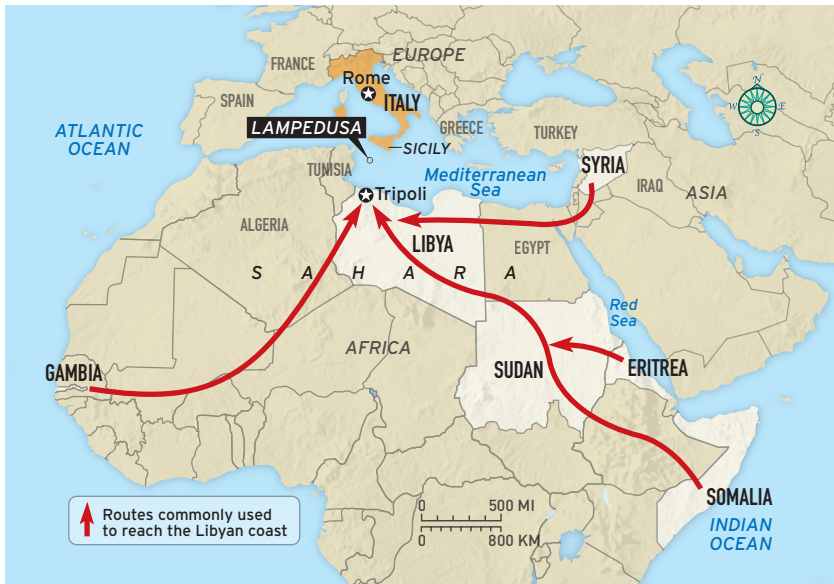 EUROPE
FRANCE
Rome
ITALY
SPAIN
N
W E
S
LAMPEDUSA
ATLANTIC
OCEAN
GREECE
TURKEY
SICILY
TUNISIA
Mediterranean
Sea
SYRIA
IRAQ
ASIA
Tripoli
ALGERIA
LIBYA
EGYPT
SAHARA
Red
Sea
AFRICA
GAMBIA
SUDAN
ERITREA
SOMALIA
INDIAN
OCEAN
Routes commonly used
to reach the Libyan coast
0 500 MI
0 800 KM